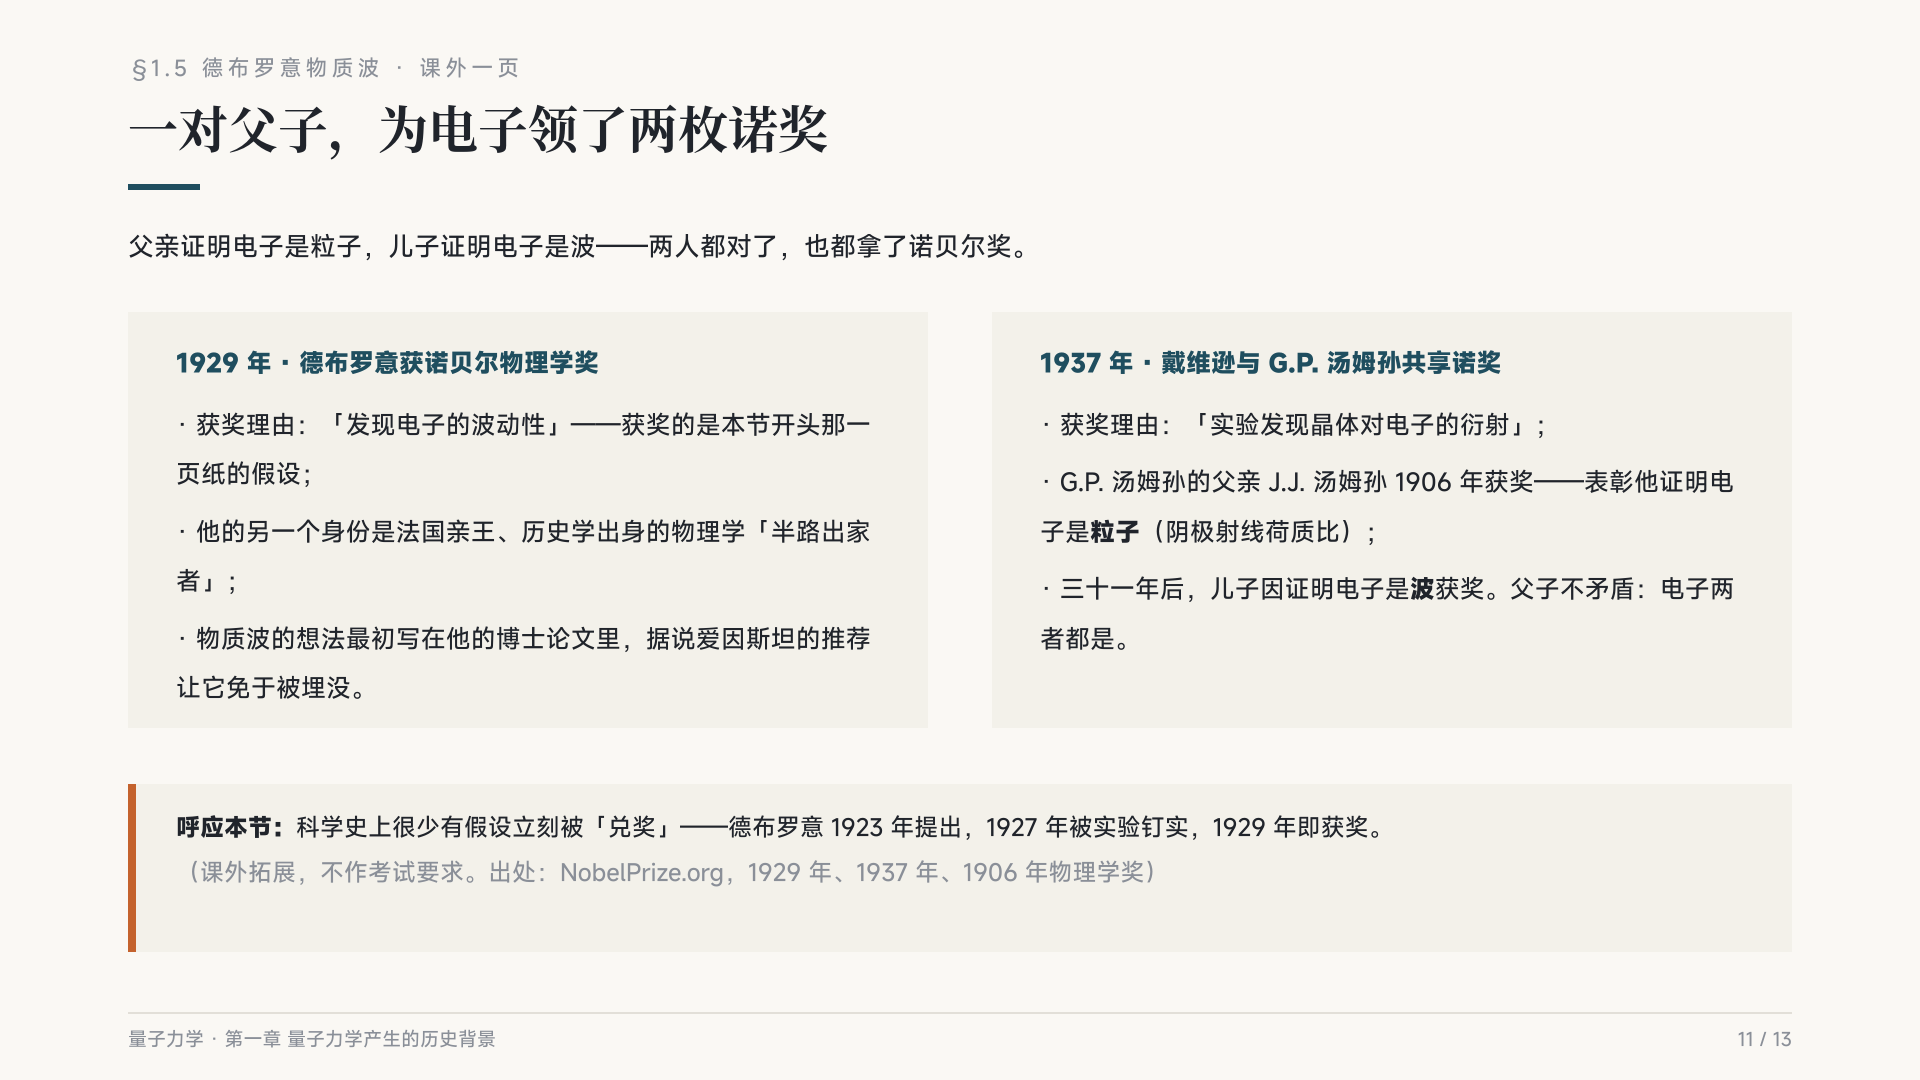 §1.5 德布罗意物质波 · 课外一页
一对父子，为电子领了两枚诺奖
父亲证明电子是粒子，儿子证明电子是波——两人都对了，也都拿了诺贝尔奖。
1929 年 · 德布罗意获诺贝尔物理学奖
· 获奖理由：「发现电子的波动性」——获奖的是本节开头那一
页纸的假设；
· 他的另一个身份是法国亲王、历史学出身的物理学「半路出家
者」；
· 物质波的想法最初写在他的博士论文里，据说爱因斯坦的推荐
让它免于被埋没。
1937 年 · 戴维逊与 G.P. 汤姆孙共享诺奖
· 获奖理由：「实验发现晶体对电子的衍射」；
· G.P. 汤姆孙的父亲 J.J. 汤姆孙 1906 年获奖——表彰他证明电
子是粒子（阴极射线荷质比）；
· 三十一年后，儿子因证明电子是波获奖。父子不矛盾：电子两
者都是。
呼应本节：科学史上很少有假设立刻被「兑奖」——德布罗意 1923 年提出，1927 年被实验钉实，1929 年即获奖。
（课外拓展，不作考试要求。出处：NobelPrize.org，1929 年、1937 年、1906 年物理学奖）
量子力学 · 第一章 量子力学产生的历史背景
11 / 13